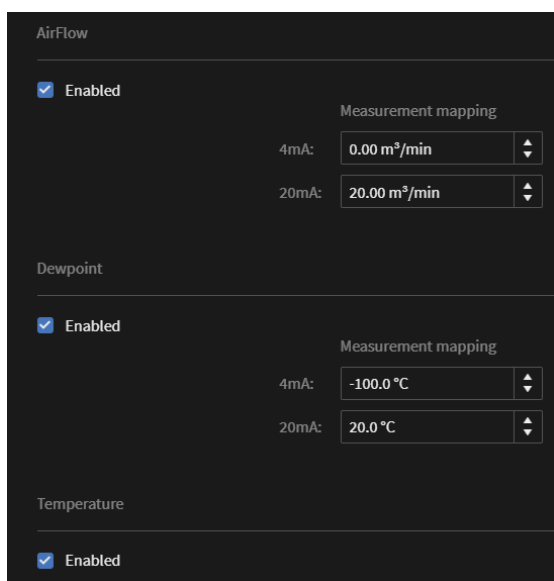 AirFlow
Enabled
Measurement mapping
4mA: 0.00 m³/min
20mA: 20.00 m³/min
Dewpoint
Enabled
Measurement mapping
4mA: -100.0 °C
20mA: 20.0 °C
Temperature
Enabled